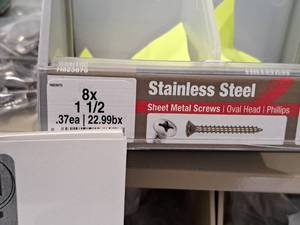 8x
1 1/2
.37ea | 22.99bx
Stainless Steel
Sheet Metal Screws | Oval Head | Phillips